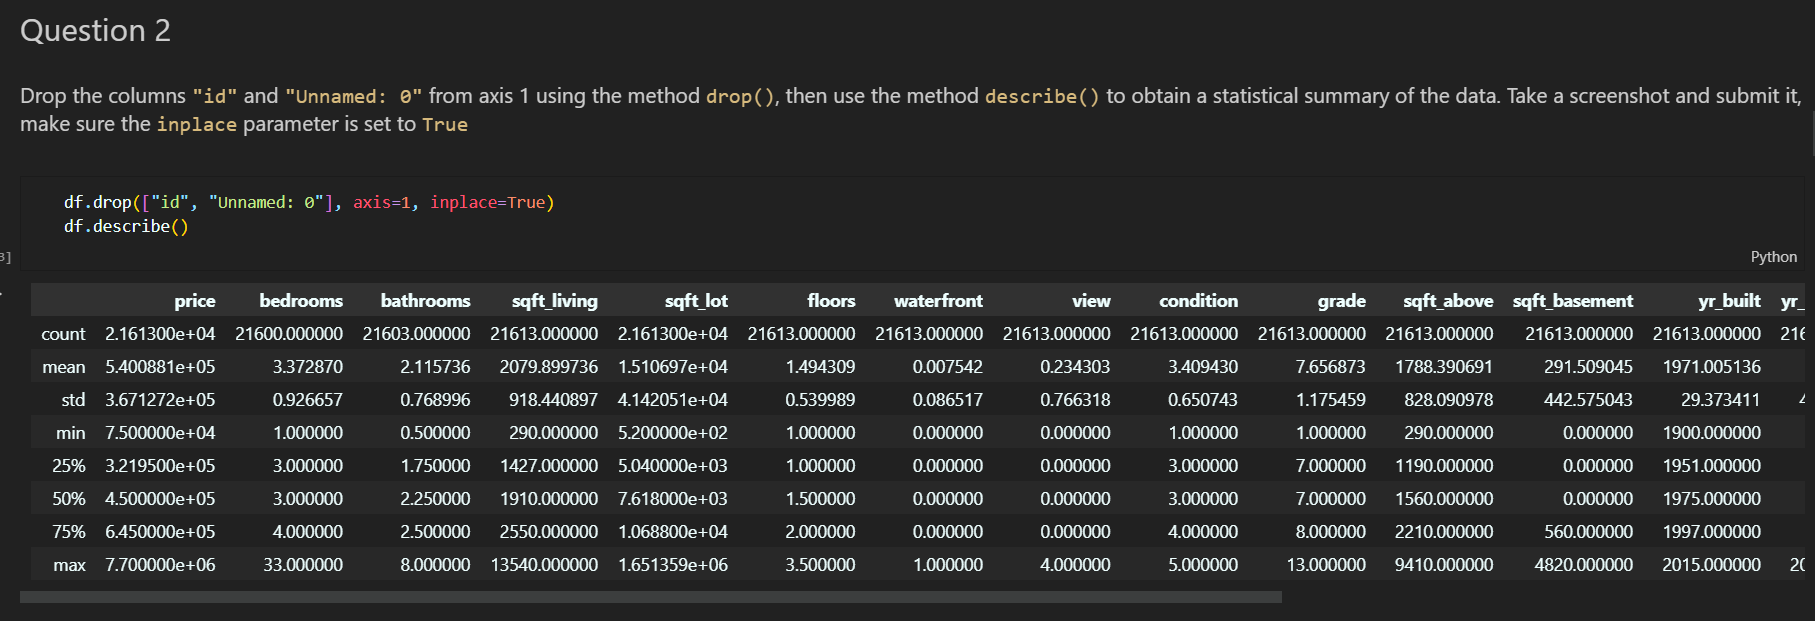 Question 2
Drop the columns "id" and "Unnamed: 0" from axis 1 using the method drop(), then use the method describe() to obtain a statistical summary of the data. Take a screenshot and submit it,
make sure the inplace parameter is set to True
df.drop(["id", "Unnamed: 0"], axis=1, inplace=True)
df.describe()
3]
Python
price bedrooms bathrooms sqft_living sqft_lot floors waterfront view condition grade sqft_above sqft_basement yr_built yr_
count 2.161300e+04 21600.000000 21603.000000 21613.000000 2.161300e+04 21613.000000 21613.000000 21613.000000 21613.000000 21613.000000 21613.000000 21613.000000 21613.000000 216
mean 5.400881e+05 3.372870 2.115736 2079.899736 1.510697e+04 1.494309 0.007542 0.234303 3.409430 7.656873 1788.390691 291.509045 1971.005136
std 3.671272e+05 0.926657 0.768996 918.440897 4.142051e+04 0.539989 0.086517 0.766318 0.650743 1.175459 828.090978 442.575043 29.373411 4
min 7.500000e+04 1.000000 0.500000 290.000000 5.200000e+02 1.000000 0.000000 0.000000 1.000000 1.000000 290.000000 0.000000 1900.000000
25% 3.219500e+05 3.000000 1.750000 1427.000000 5.040000e+03 1.000000 0.000000 0.000000 3.000000 7.000000 1190.000000 0.000000 1951.000000
50% 4.500000e+05 3.000000 2.250000 1910.000000 7.618000e+03 1.500000 0.000000 0.000000 3.000000 7.000000 1560.000000 0.000000 1975.000000
75% 6.450000e+05 4.000000 2.500000 2550.000000 1.068800e+04 2.000000 0.000000 0.000000 4.000000 8.000000 2210.000000 560.000000 1997.000000
max 7.700000e+06 33.000000 8.000000 13540.000000 1.651359e+06 3.500000 1.000000 4.000000 5.000000 13.000000 9410.000000 4820.000000 2015.000000 20